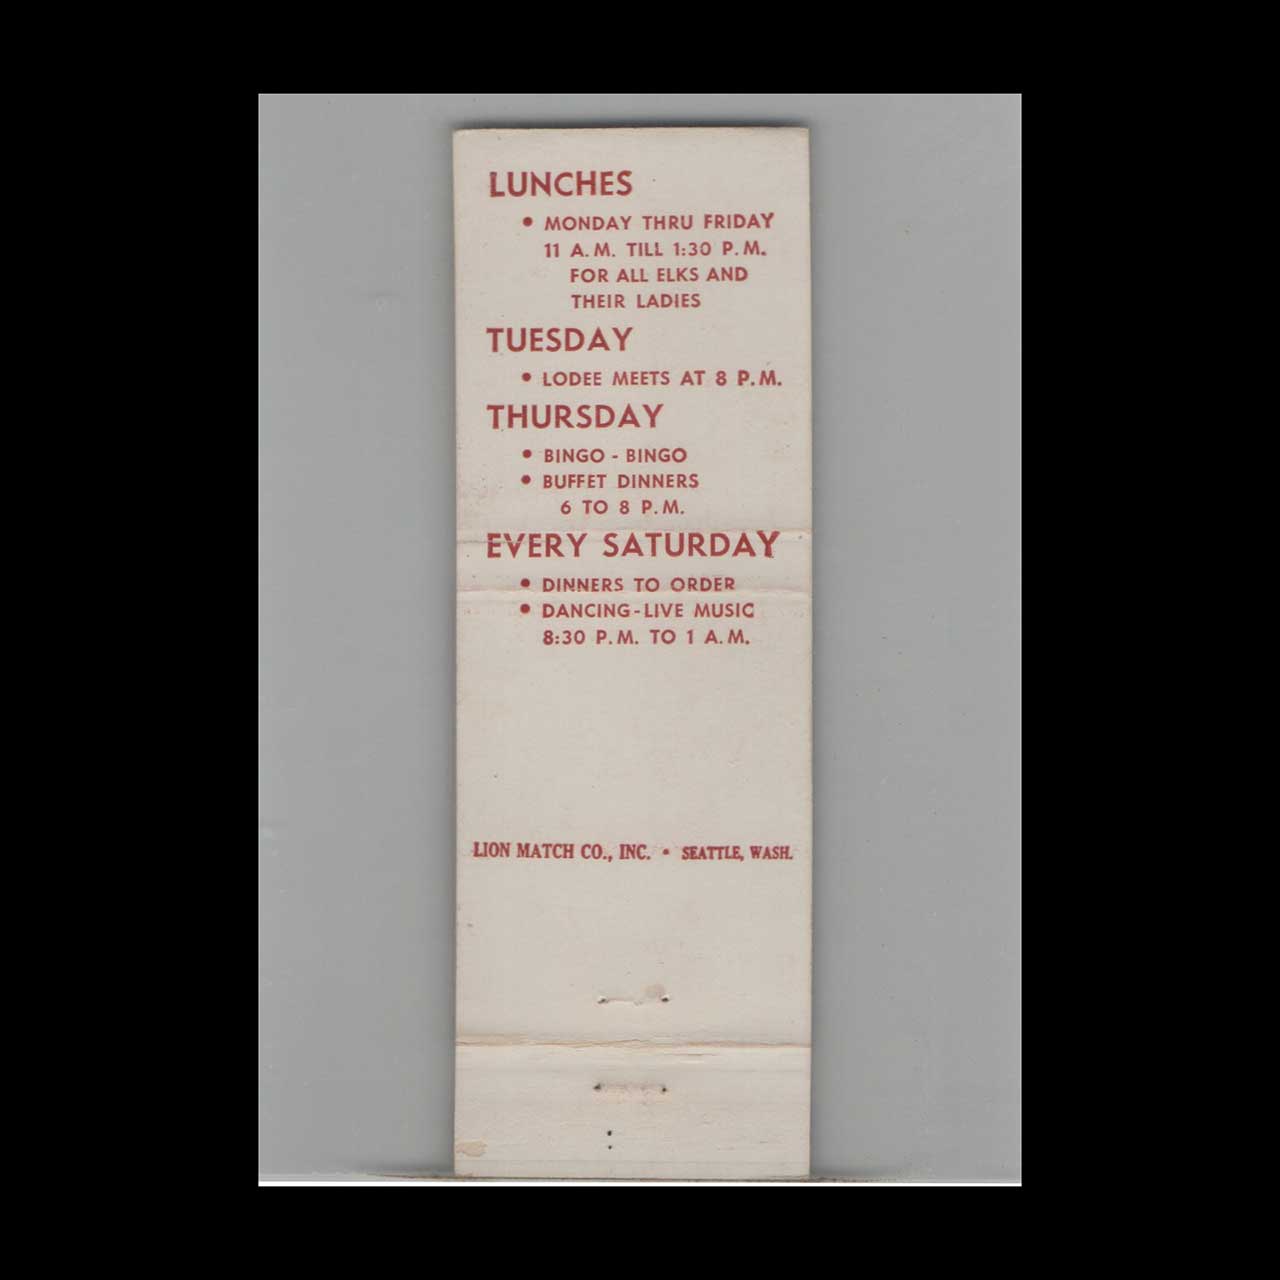 LUNCHES
• MONDAY THRU FRIDAY
11 A.M. TILL 1:30 P.M.
FOR ALL ELKS AND
THEIR LADIES
TUESDAY
• LODEE MEETS AT 8 P.M.
THURSDAY
• BINGO - BINGO
• BUFFET DINNERS
6 TO 8 P.M.
EVERY SATURDAY
• DINNERS TO ORDER
• DANCING-LIVE MUSIC
8:30 P.M. TO 1 A.M.
LION MATCH CO., INC. • SEATTLE, WASH.